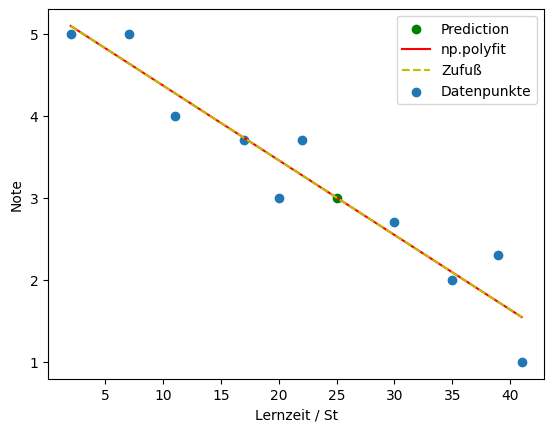 Prediction
np.polyfit
Zufuß
Datenpunkte
5
4
3
2
1
Note
5 10 15 20 25 30 35 40
Lernzeit / St